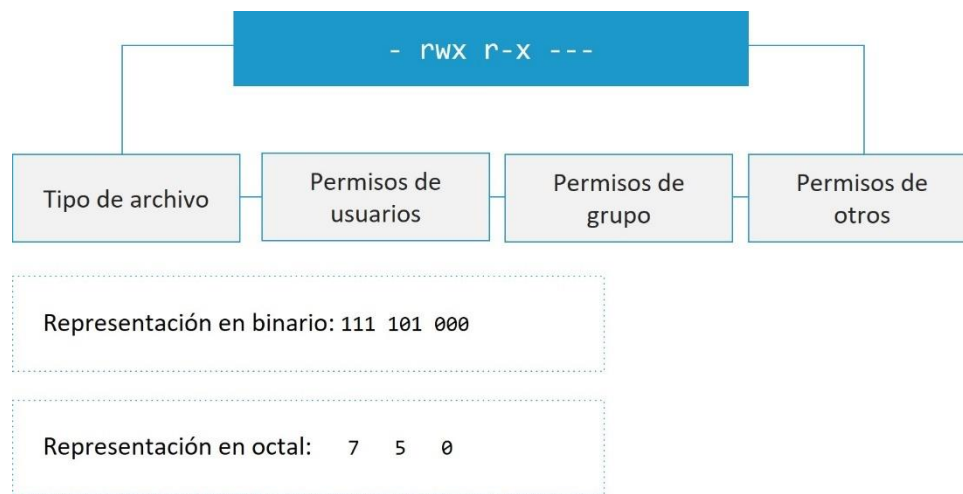 - rwx r-x ---
Tipo de archivo
Permisos de
usuarios
Permisos de
grupo
Permisos de
otros
Representación en binario: 111 101 000
Representación en octal: 7 5 0